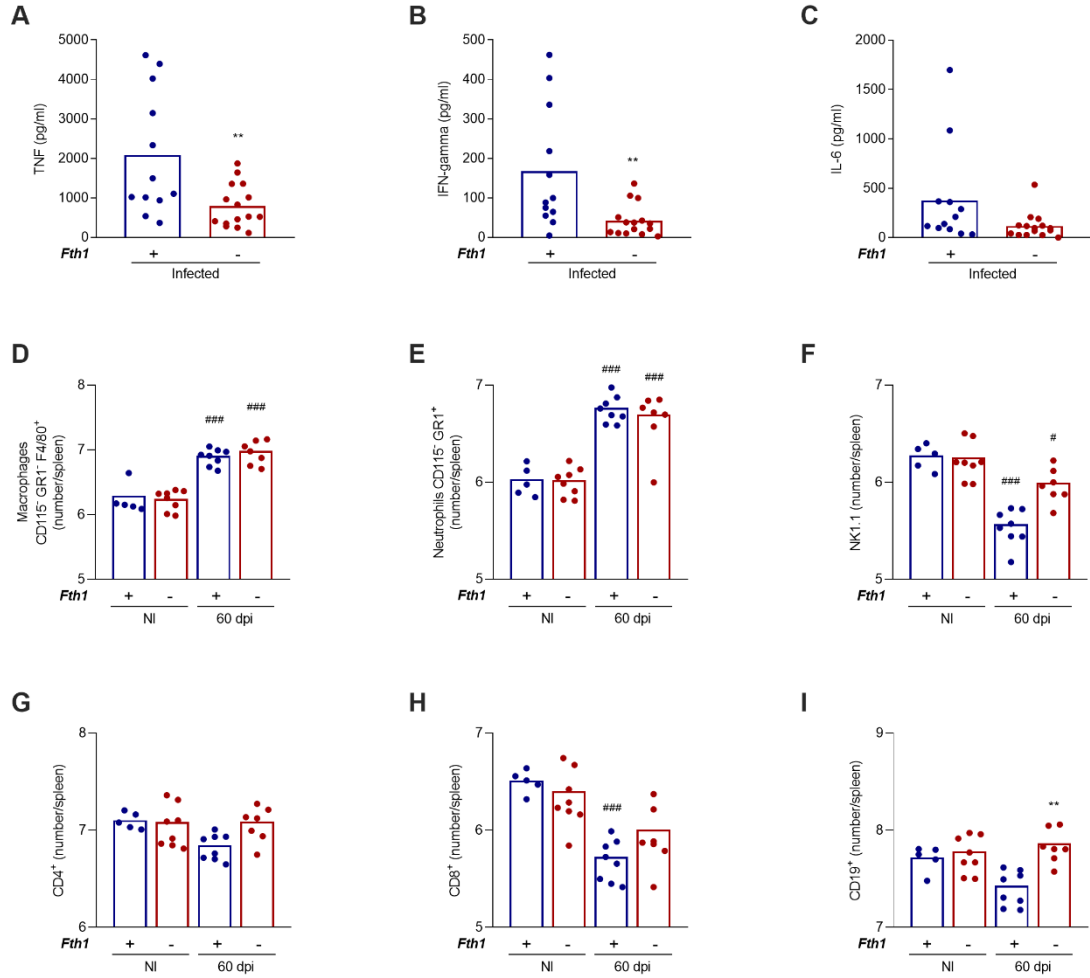 A
TNF (pg/ml)
5000
4000
3000
2000
1000
0
**
Fth1 + -
Infected
B
IFN-gamma (pg/ml)
500
400
300
200
100
0
**
+ -
Infected
C
IL-6 (pg/ml)
2000
1500
1000
500
0
+ -
Infected
D
Macrophages
CD115⁻ GR1⁻ F4/80⁺
(number/spleen)
8
7
6
5
### ###
Fth1 + - + -
NI 60 dpi
E
Neutrophils CD115⁻ GR1⁺
(number/spleen)
7
6
5
### ###
Fth1 + - + -
NI 60 dpi
F
NK1.1 (number/spleen)
7
6
5
### #
Fth1 + - + -
NI 60 dpi
G
CD4⁺ (number/spleen)
8
7
6
Fth1 + - + -
NI 60 dpi
H
CD8⁺ (number/spleen)
7
6
5
###
Fth1 + - + -
NI 60 dpi
I
CD19⁺ (number/spleen)
9
8
7
**
Fth1 + - + -
NI 60 dpi